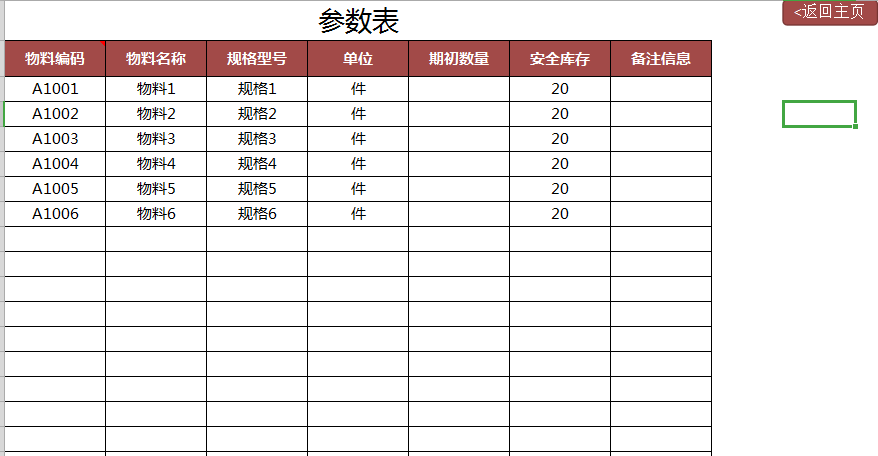 参数表
<返回主页
物料编码 物料名称 规格型号 单位 期初数量 安全库存 备注信息
A1001 物料1 规格1 件 20
A1002 物料2 规格2 件 20
A1003 物料3 规格3 件 20
A1004 物料4 规格4 件 20
A1005 物料5 规格5 件 20
A1006 物料6 规格6 件 20